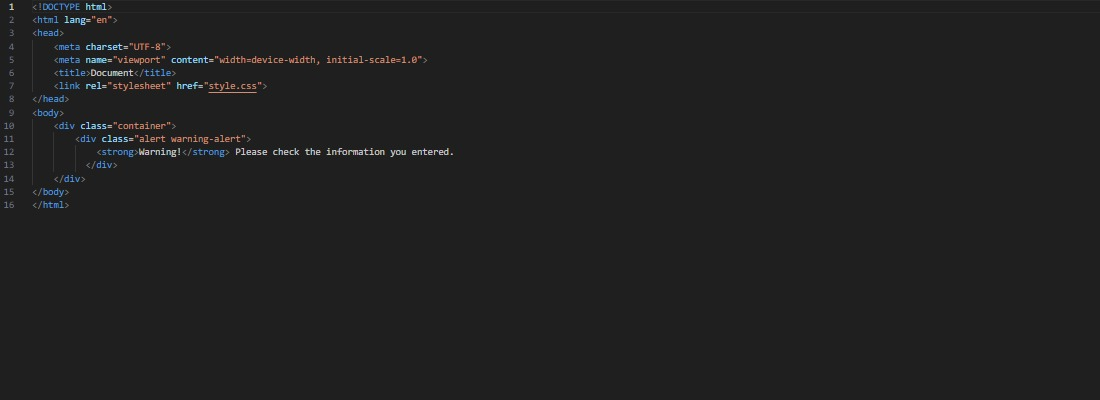 1 <!DOCTYPE html>
2 <html lang="en">
3 <head>
4     <meta charset="UTF-8">
5     <meta name="viewport" content="width=device-width, initial-scale=1.0">
6     <title>Document</title>
7     <link rel="stylesheet" href="style.css">
8 </head>
9 <body>
10     <div class="container">
11         <div class="alert warning-alert">
12             <strong>Warning!</strong> Please check the information you entered.
13           </div>
14     </div>
15 </body>
16 </html>